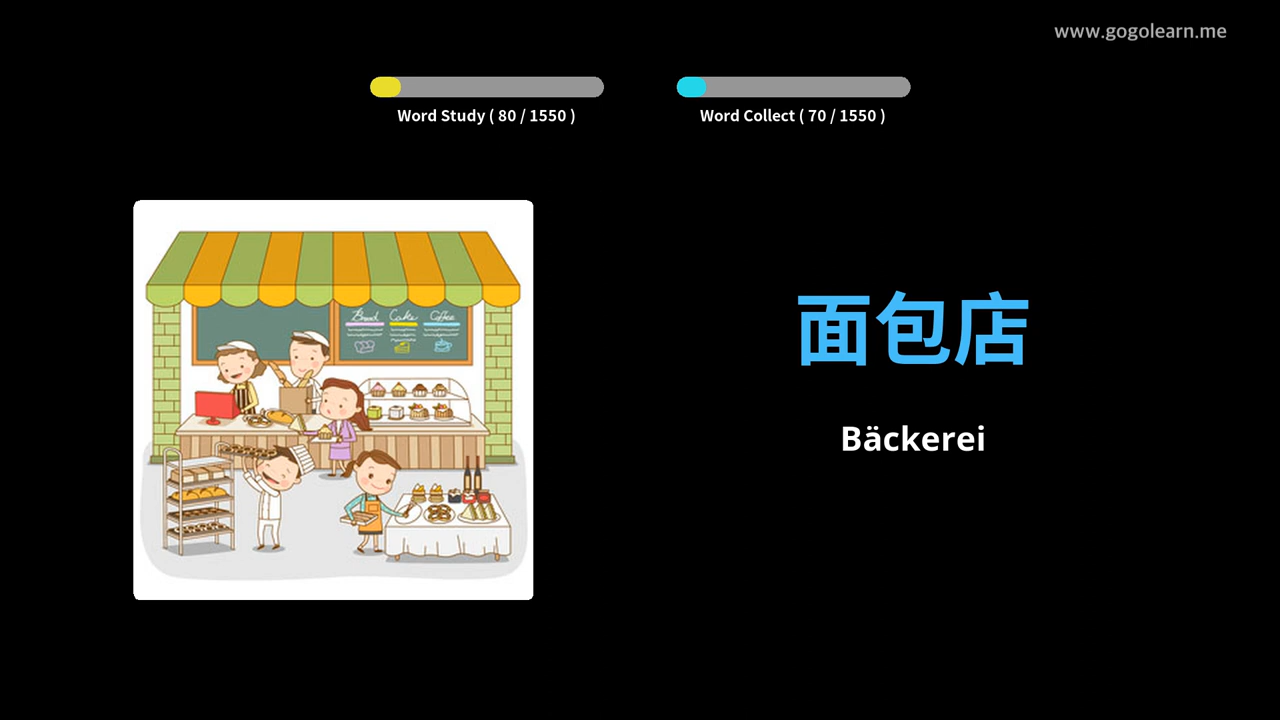 www.gogolearn.me
Word Study ( 80 / 1550 )
Word Collect ( 70 / 1550 )
Bread Cake Coffee
面包店
Bäckerei